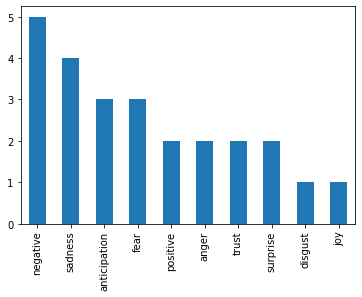 5
4
3
2
1
0
negative
sadness
anticipation
fear
positive
anger
trust
surprise
disgust
joy